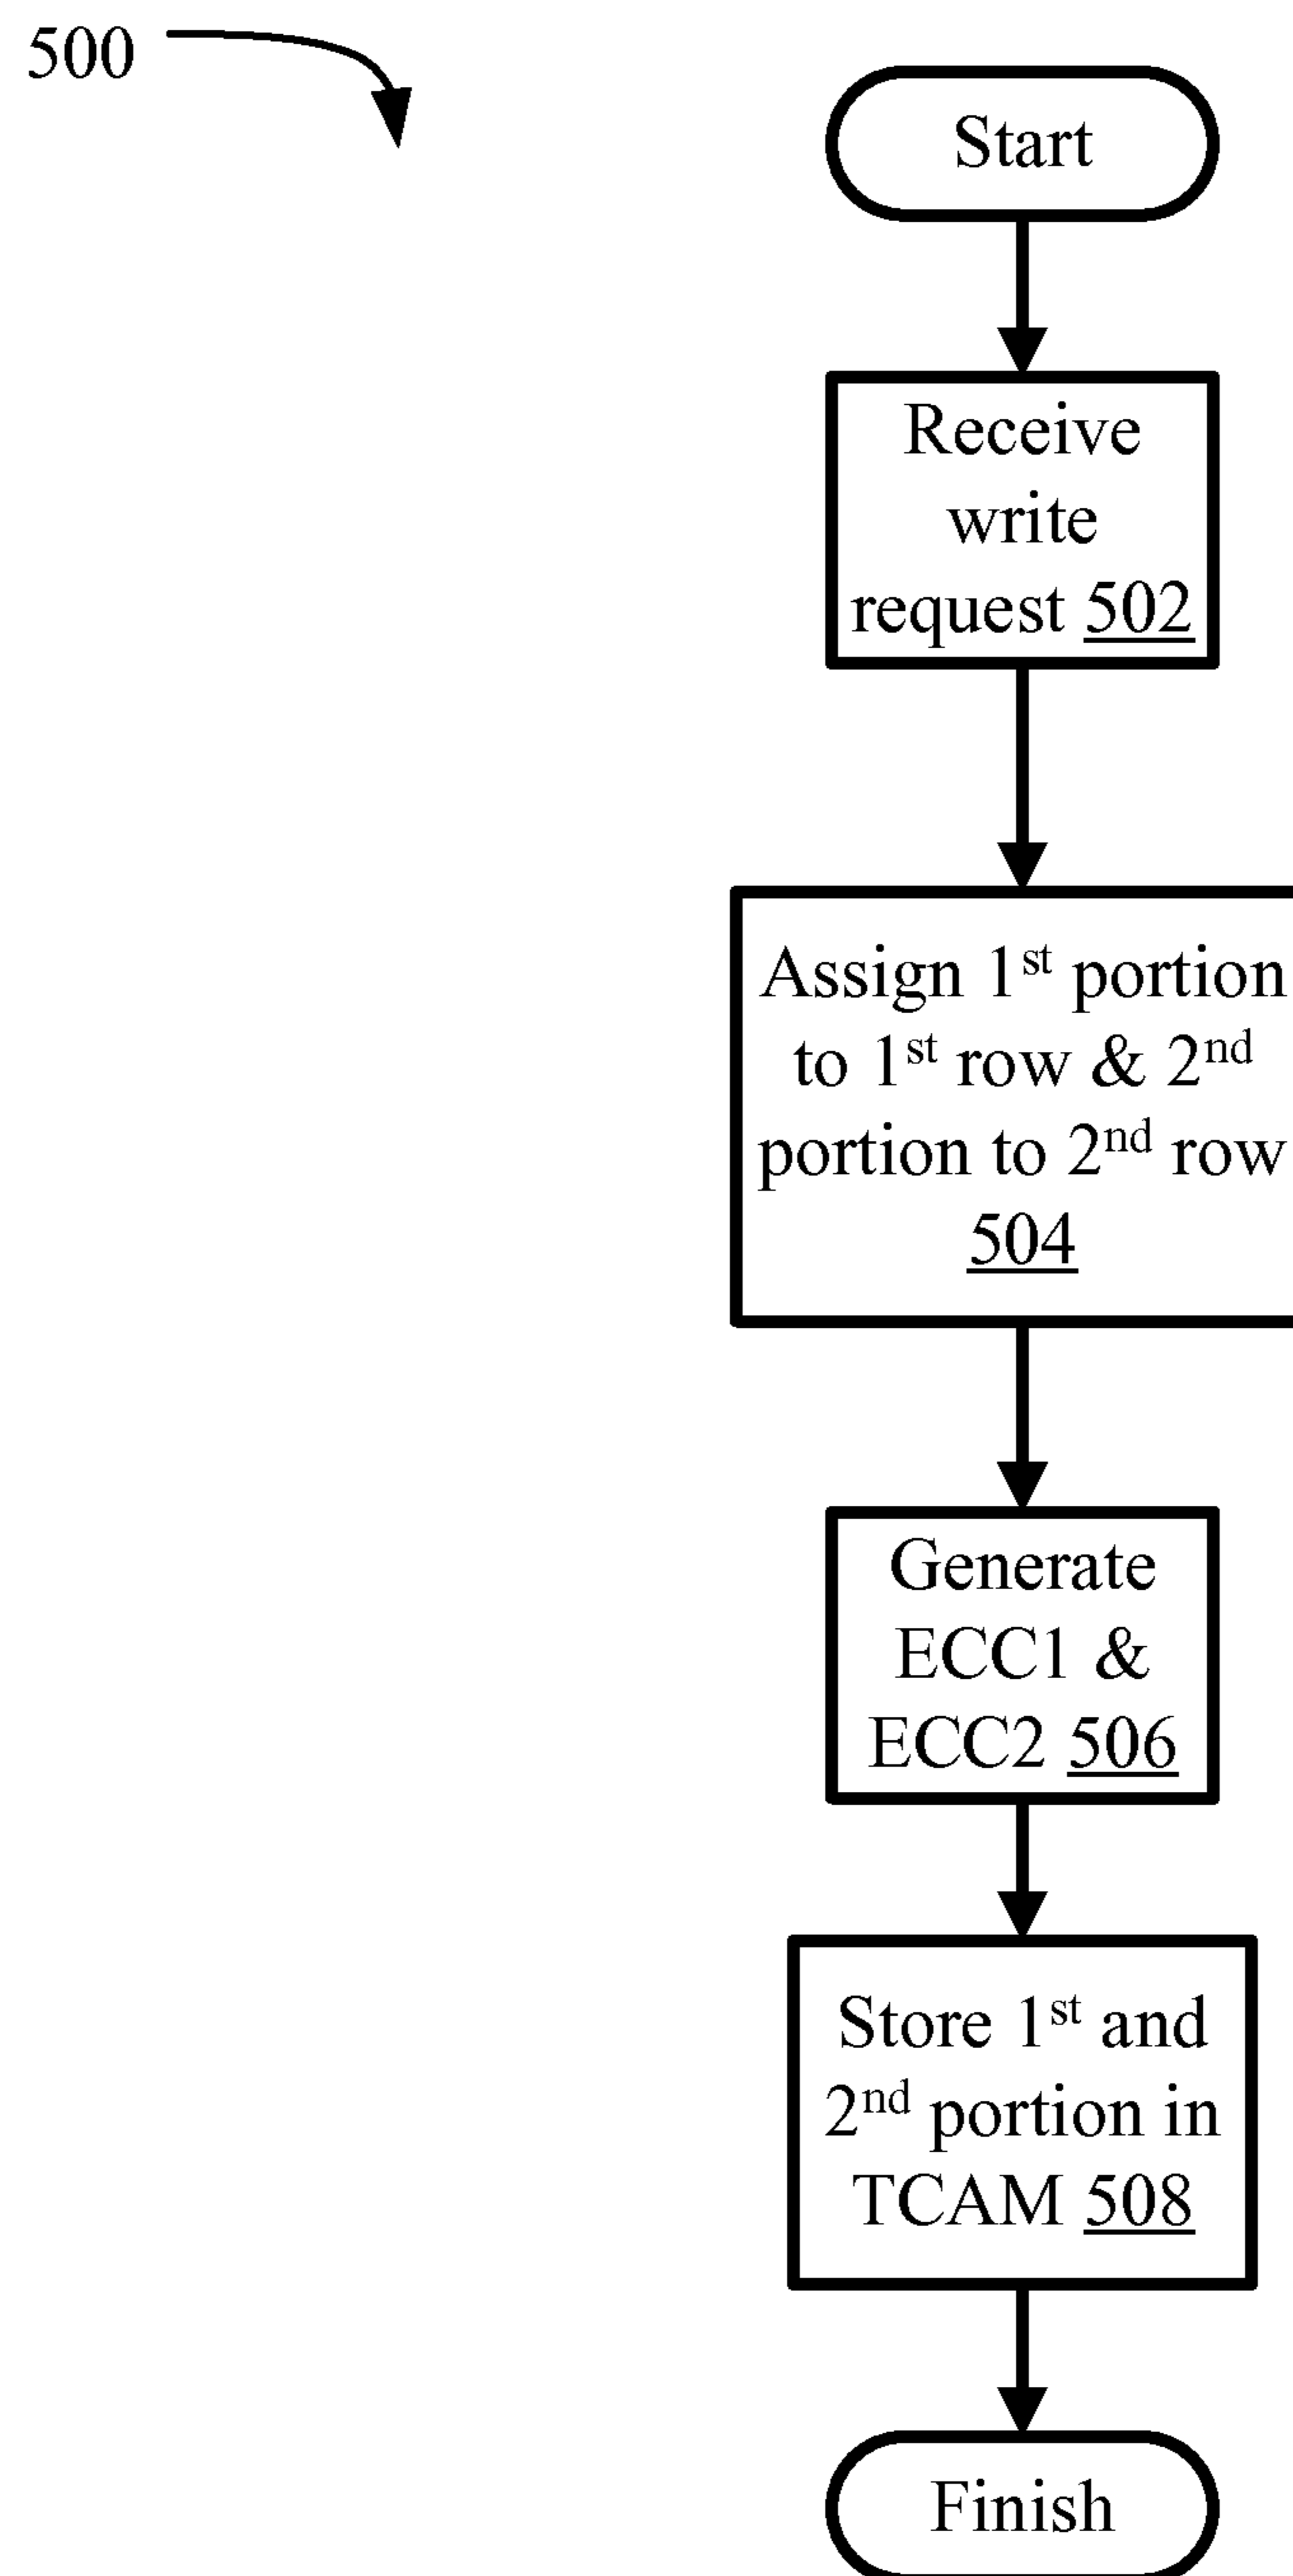 500
Start
Receive
write
request 502
Assign 1st portion
to 1st row & 2nd
portion to 2nd row
504
Generate
ECC1 &
ECC2 506
Store 1st and
2nd portion in
TCAM 508
Finish